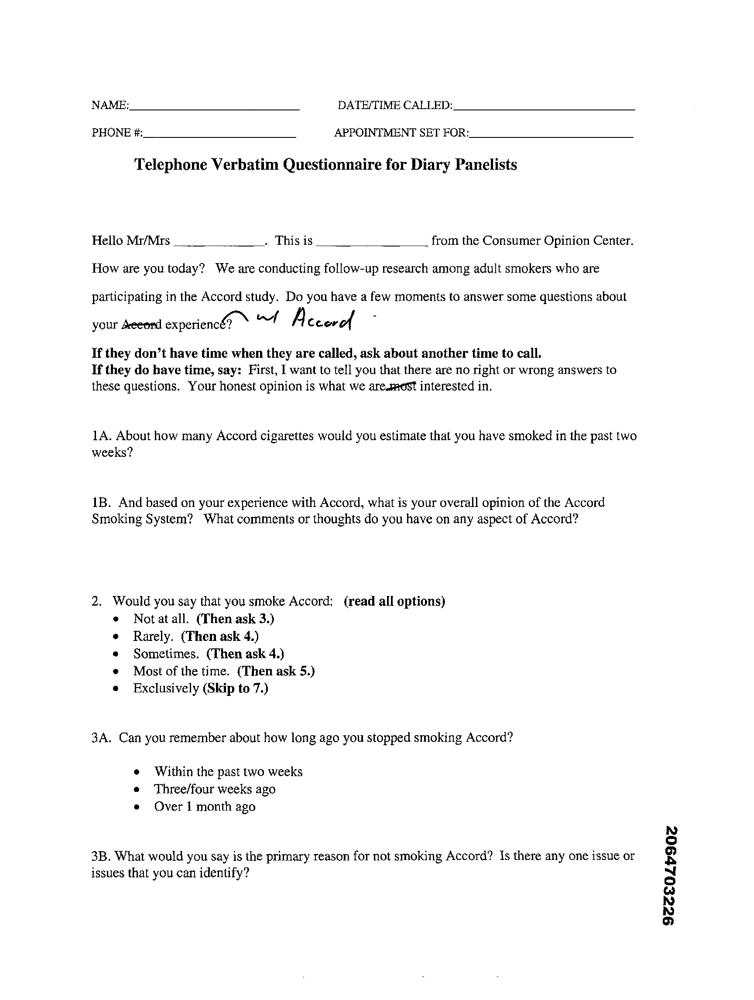 NAME:____________________ DATE/TIME CALLED:____________________
PHONE #:____________________ APPOINTMENT SET FOR:____________________
Telephone Verbatim Questionnaire for Diary Panelists
Hello Mr/Mrs ____________. This is ____________ from the Consumer Opinion Center.
How are you today? We are conducting follow-up research among adult smokers who are
participating in the Accord study. Do you have a few moments to answer some questions about
your Accord experience? w/ Accord
If they don't have time when they are called, ask about another time to call.
If they do have time, say: First, I want to tell you that there are no right or wrong answers to
these questions. Your honest opinion is what we are most interested in.
1A. About how many Accord cigarettes would you estimate that you have smoked in the past two
weeks?
1B. And based on your experience with Accord, what is your overall opinion of the Accord
Smoking System? What comments or thoughts do you have on any aspect of Accord?
2. Would you say that you smoke Accord: (read all options)
• Not at all. (Then ask 3.)
• Rarely. (Then ask 4.)
• Sometimes. (Then ask 4.)
• Most of the time. (Then ask 5.)
• Exclusively (Skip to 7.)
3A. Can you remember about how long ago you stopped smoking Accord?
• Within the past two weeks
• Three/four weeks ago
• Over 1 month ago
3B. What would you say is the primary reason for not smoking Accord? Is there any one issue or
issues that you can identify?
2064703226